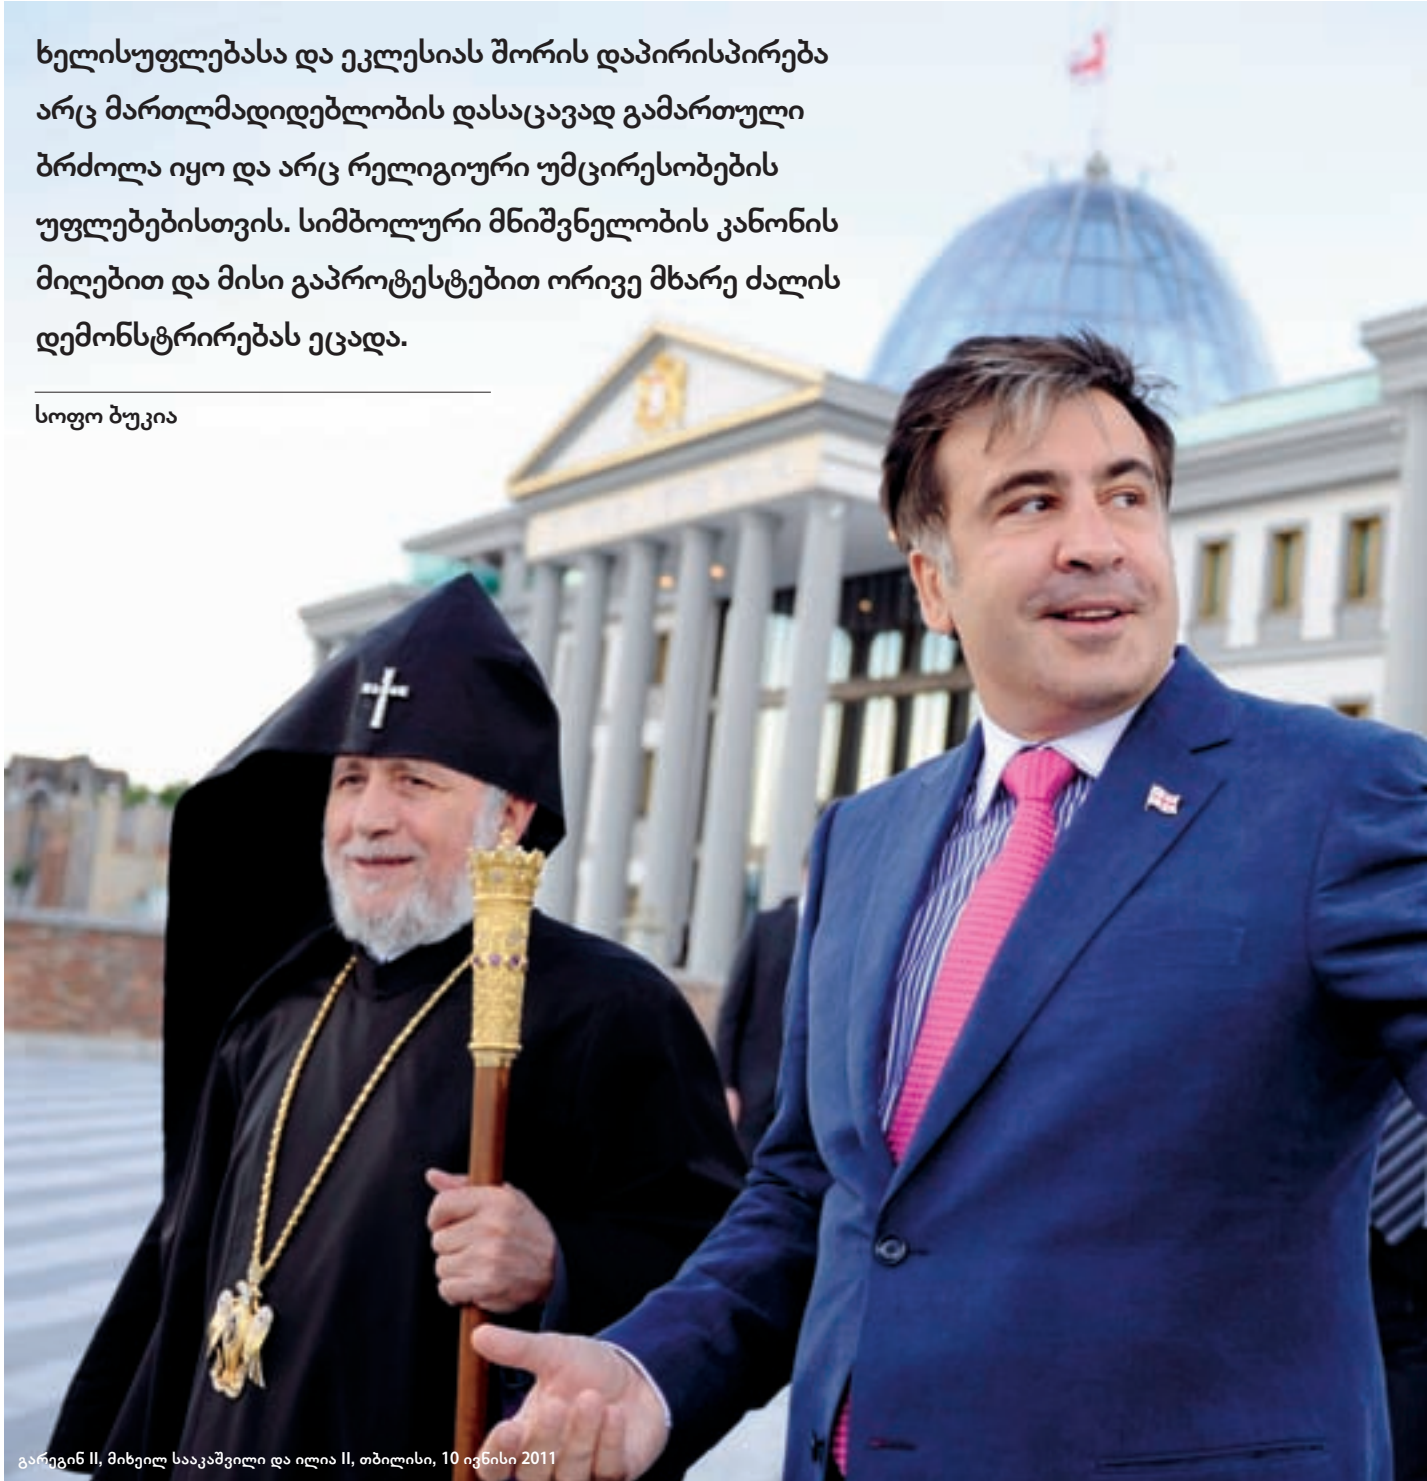 ხელისუფლებასა და ეკლესიას შორის დაპირისპირება
არც მართლმადიდებლობის დასაცავად გამართული
ბრძოლა იყო და არც რელიგიური უმცირესობების
უფლებებისთვის. სიმბოლური მნიშვნელობის კანონის
მიღებით და მისი გაპროტესტებით ორივე მხარე ძალის
დემონსტრირებას ეცადა.
სოფო ბუკია
გარეგინ II, მიხეილ სააკაშვილი და ილია II, თბილისი, 10 ივნისი 2011